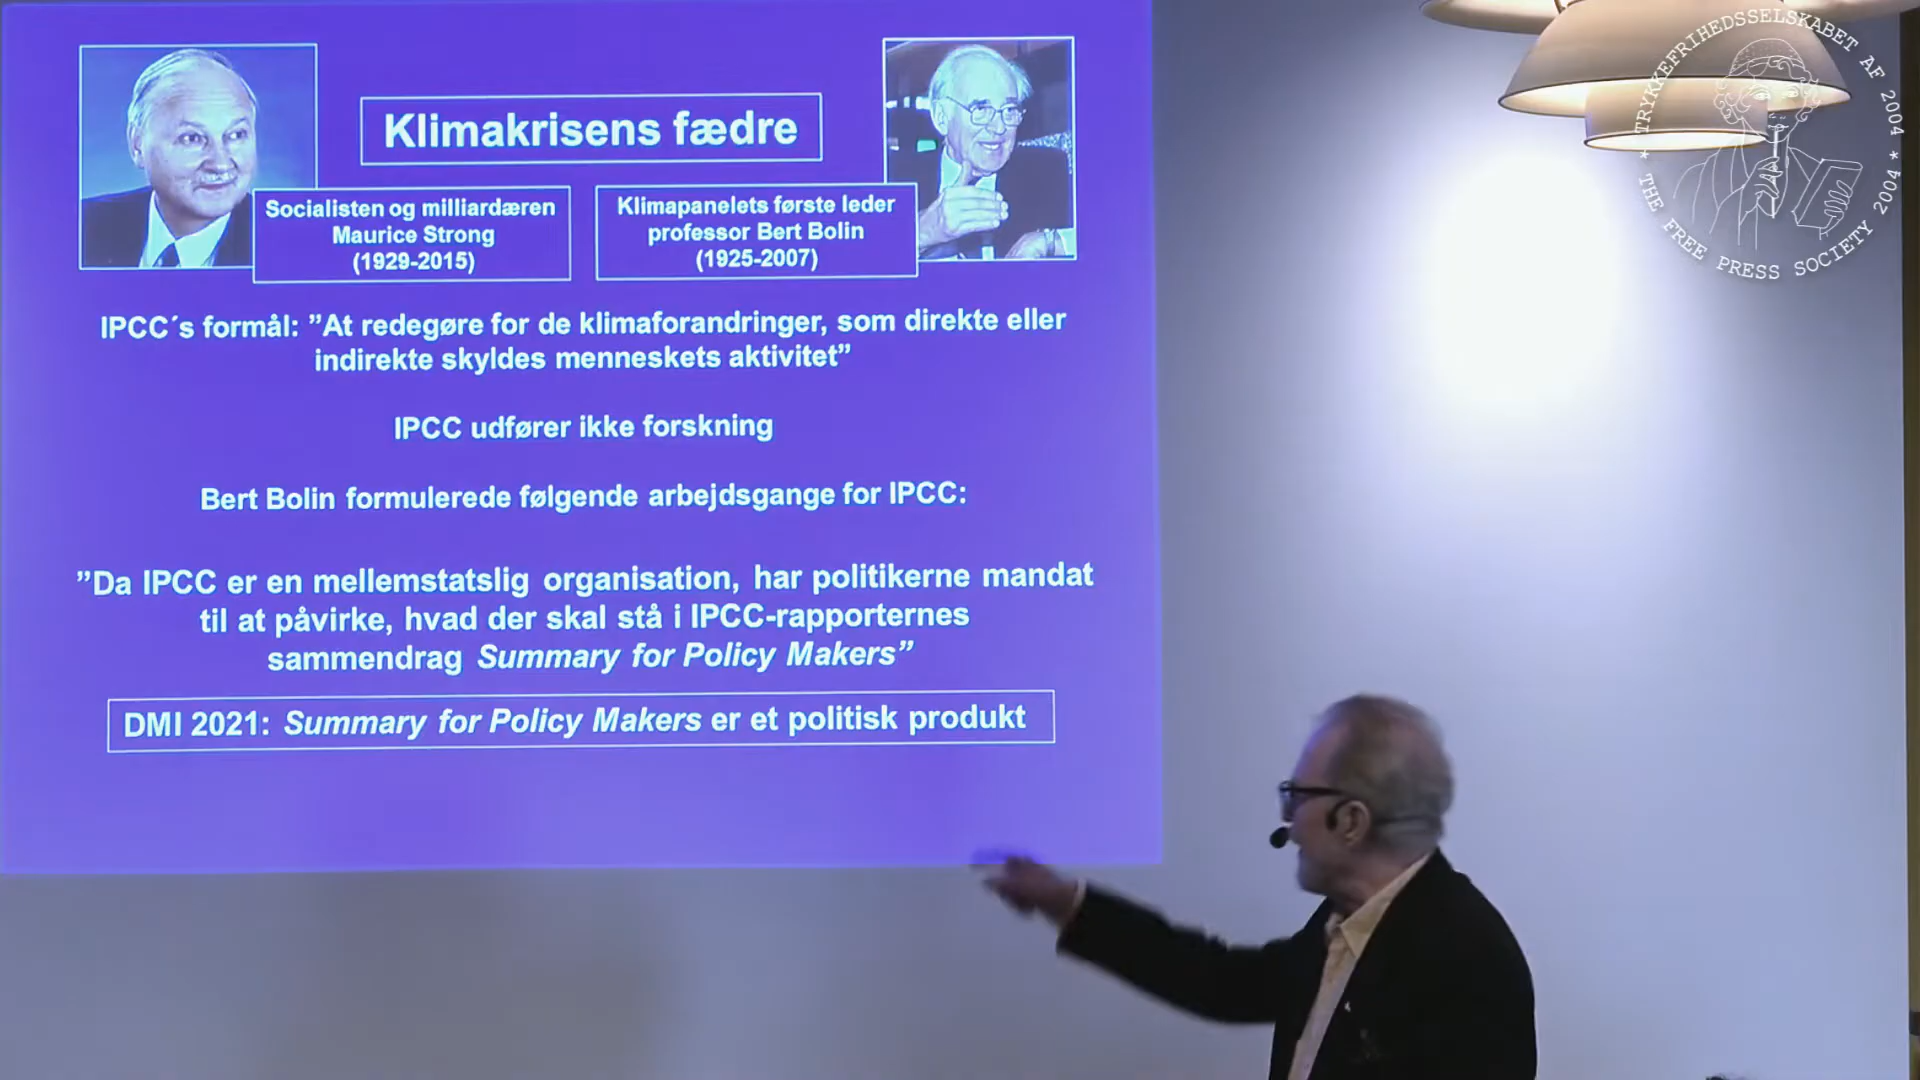 Klimakrisens fædre
Socialisten og milliardæren
Maurice Strong
(1929-2015)
Klimapanelets første leder
professor Bert Bolin
(1925-2007)
IPCC´s formål: ”At redegøre for de klimaforandringer, som direkte eller
indirekte skyldes menneskets aktivitet”
IPCC udfører ikke forskning
Bert Bolin formulerede følgende arbejdsgange for IPCC:
”Da IPCC er en mellemstatslig organisation, har politikerne mandat
til at påvirke, hvad der skal stå i IPCC-rapporternes
sammendrag Summary for Policy Makers”
DMI 2021: Summary for Policy Makers er et politisk produkt
* TRYKKEFRIHEDSSELSKABET AF 2004 *
THE FREE PRESS SOCIETY 2004